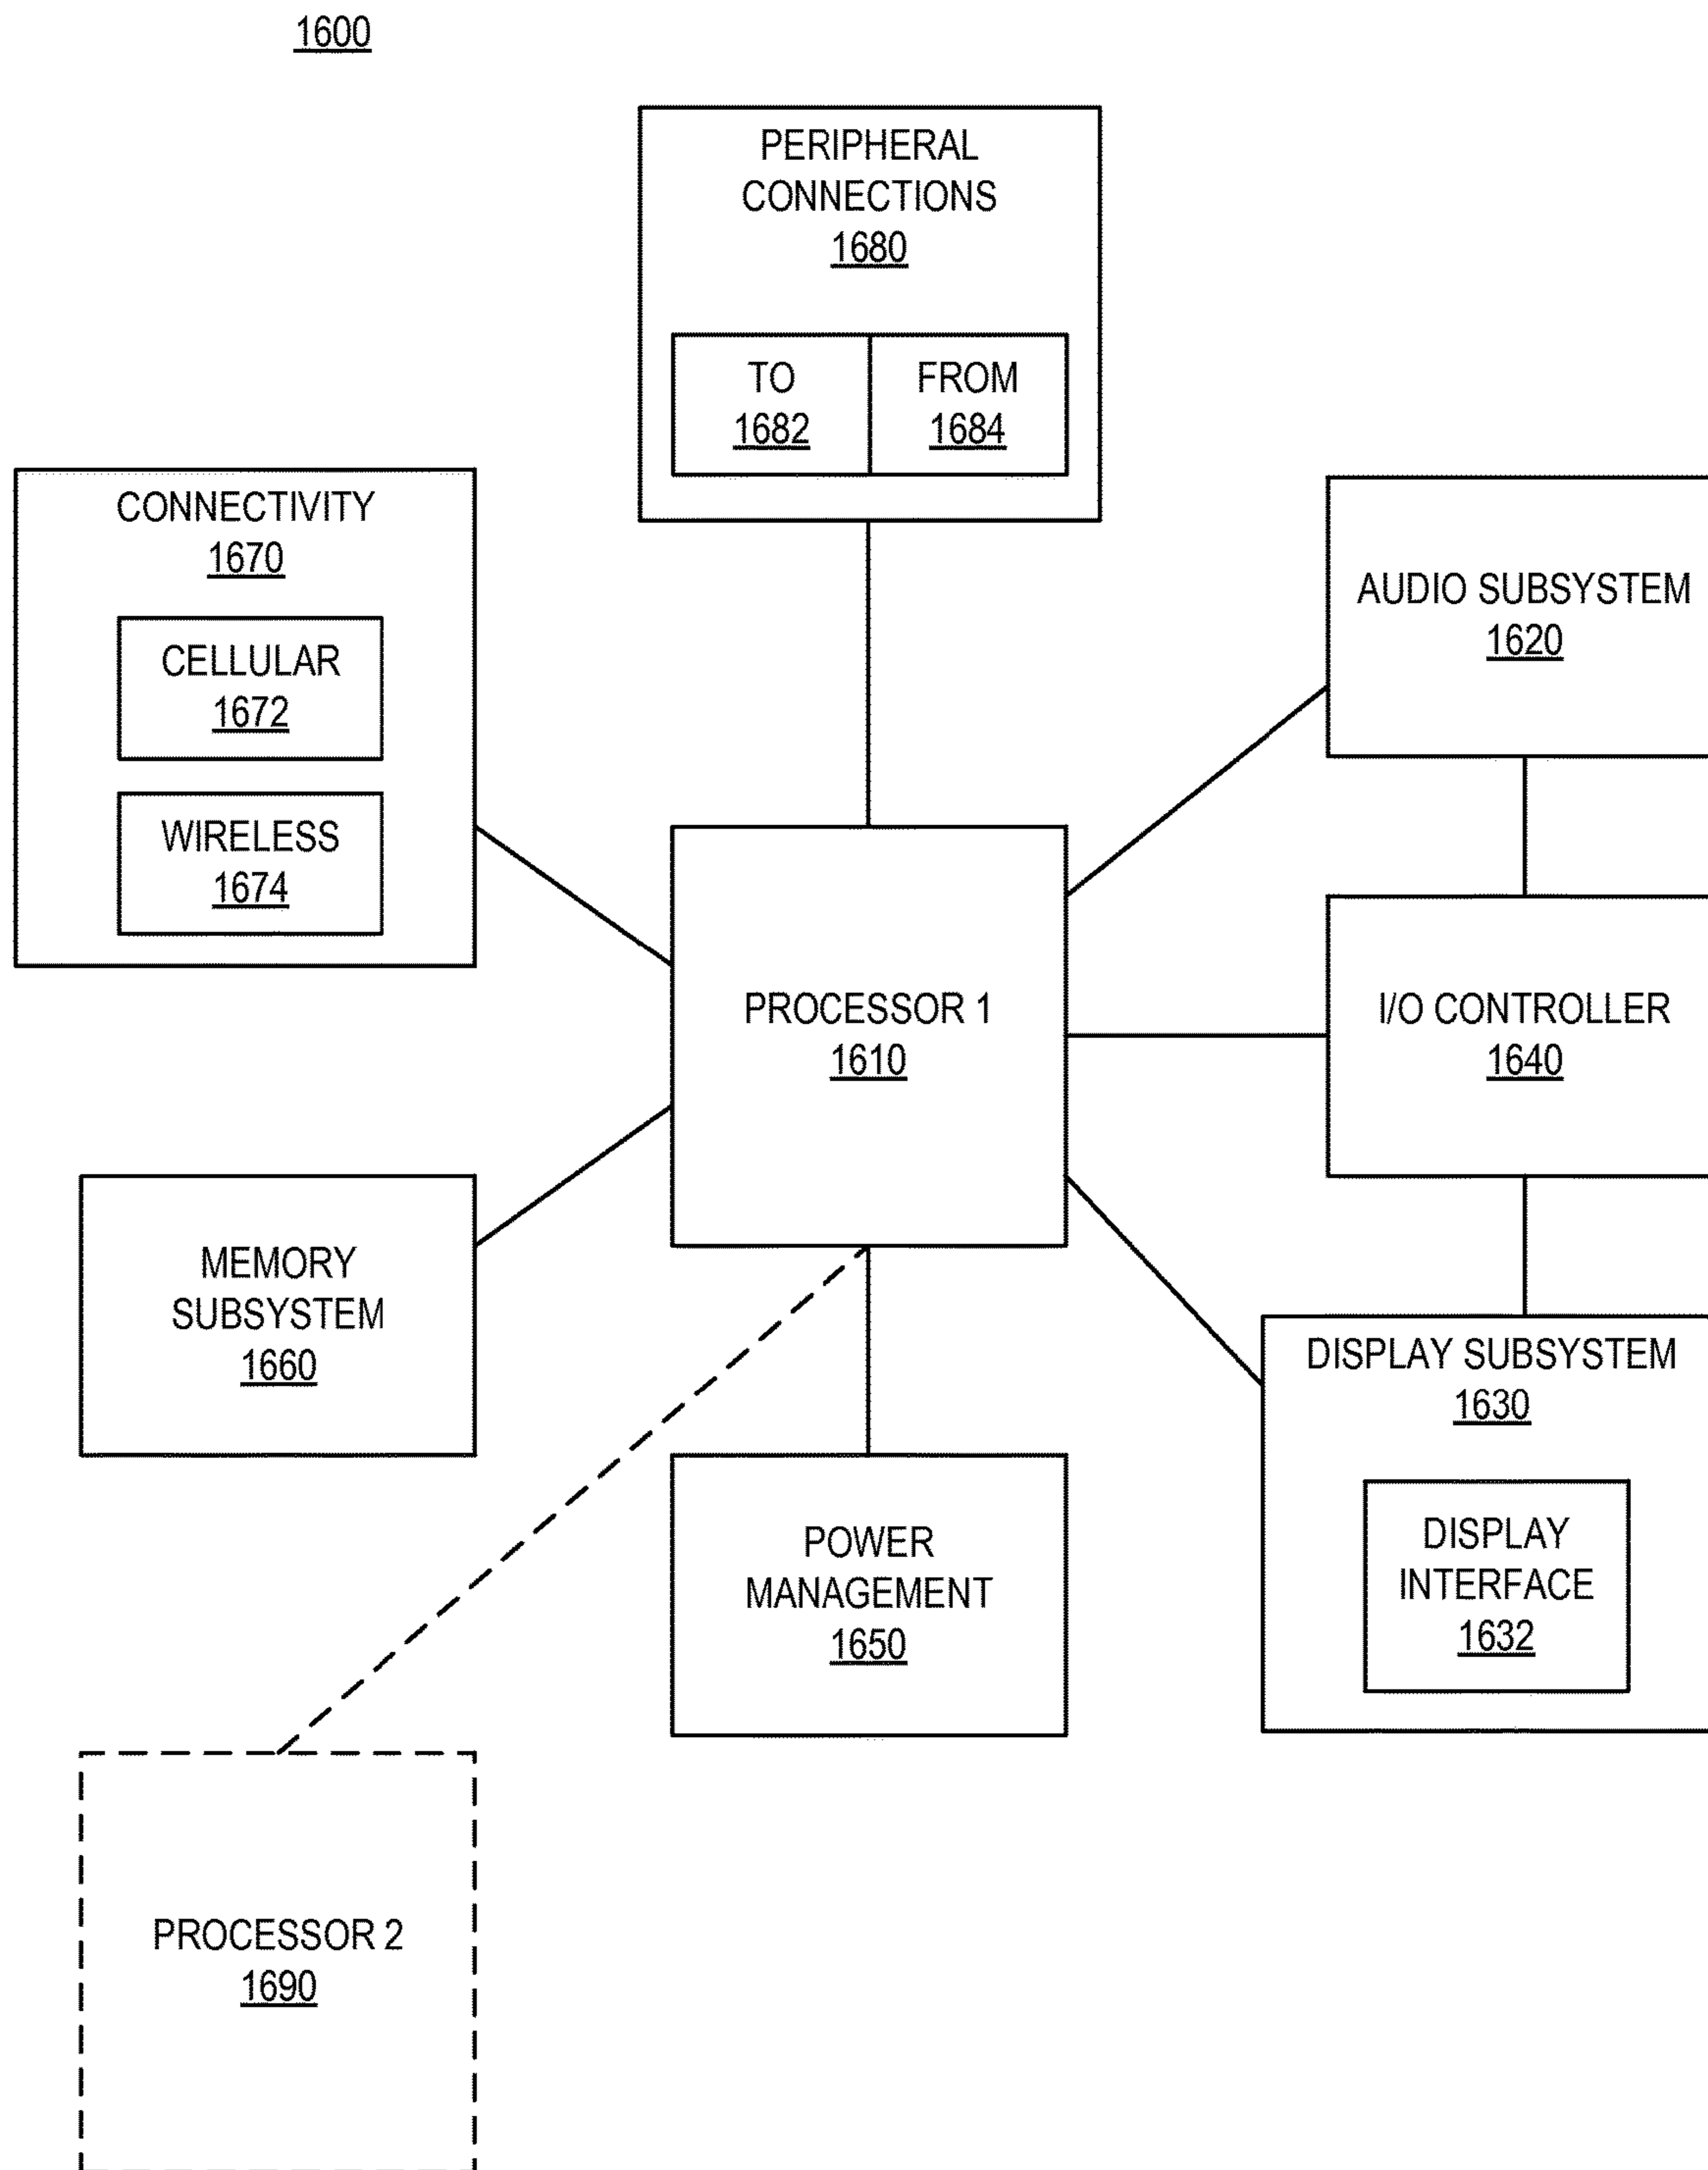 1600
PERIPHERAL
CONNECTIONS
1680
TO
1682
FROM
1684
CONNECTIVITY
1670
CELLULAR
1672
WIRELESS
1674
AUDIO SUBSYSTEM
1620
PROCESSOR 1
1610
I/O CONTROLLER
1640
MEMORY
SUBSYSTEM
1660
DISPLAY SUBSYSTEM
1630
DISPLAY
INTERFACE
1632
POWER
MANAGEMENT
1650
PROCESSOR 2
1690